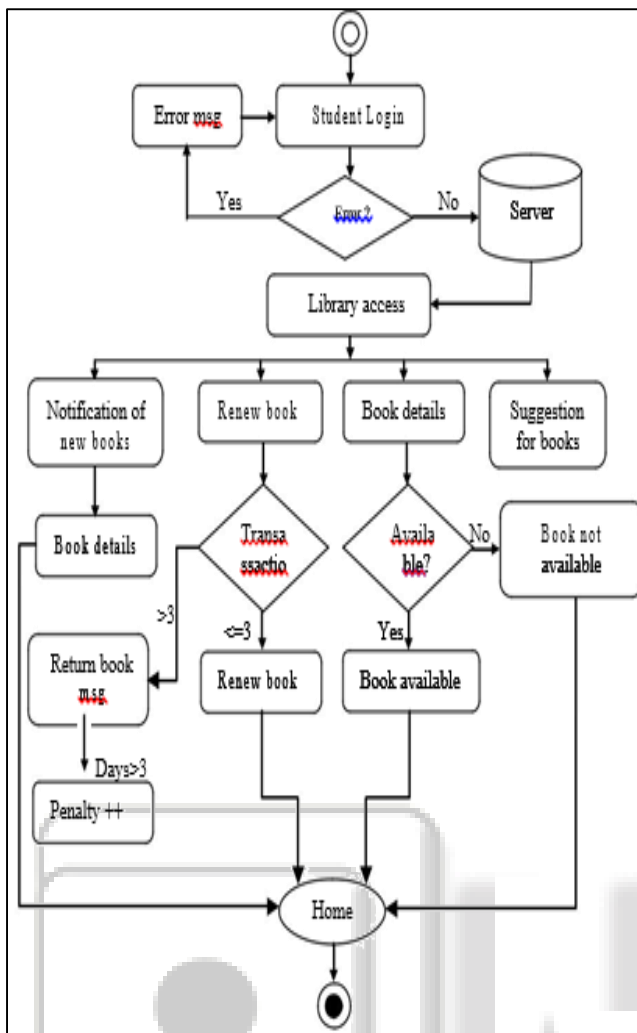 Error msg
Student Login
Error ?
Yes
No
Server
Library access
Notification of
new books
Renew book
Book details
Suggestion
for books
Book details
Transa
ssactio
Availa
ble?
No
Book not
available
>3
<=3
Yes
Return book
msg
Renew book
Book available
Days>3
Penalty ++
Home